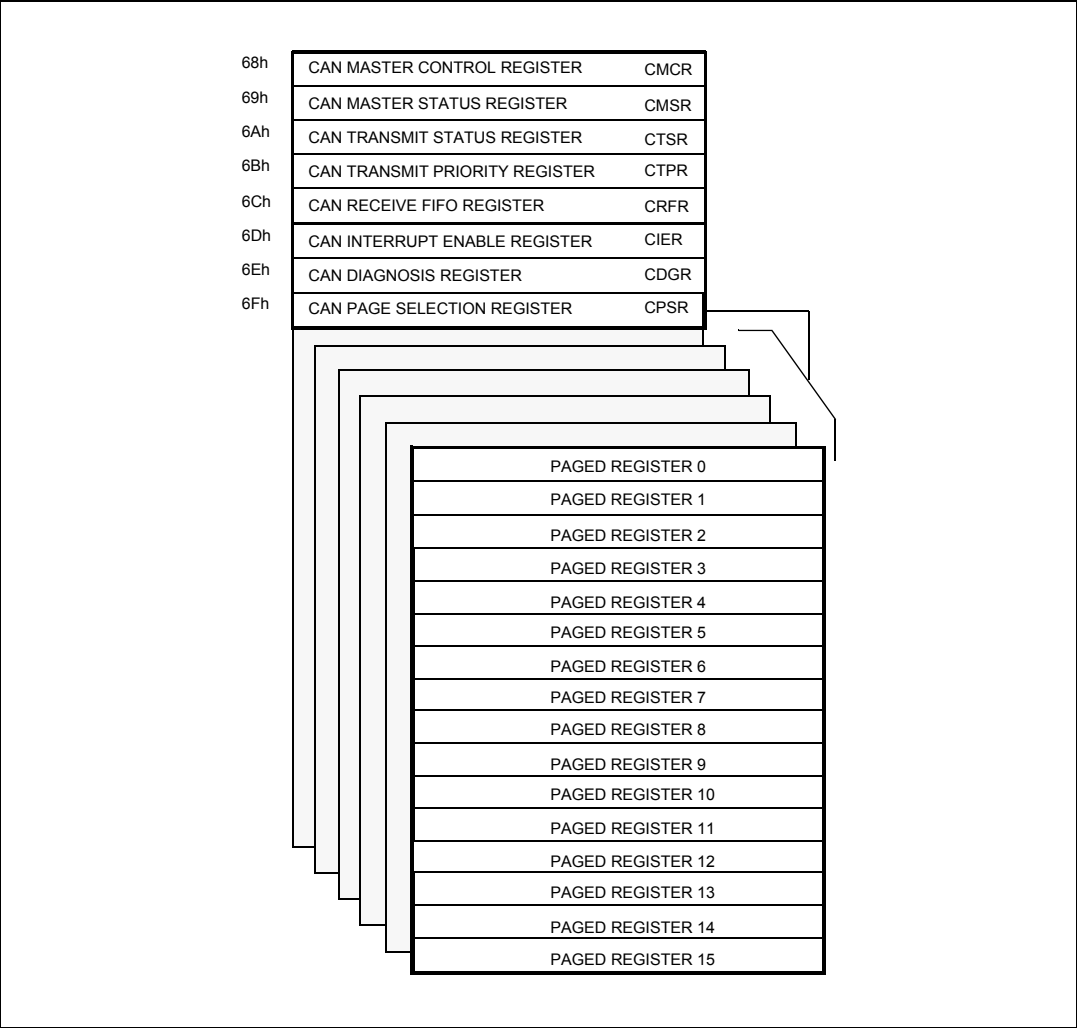 68h CAN MASTER CONTROL REGISTER CMCR
69h CAN MASTER STATUS REGISTER CMSR
6Ah CAN TRANSMIT STATUS REGISTER CTSR
6Bh CAN TRANSMIT PRIORITY REGISTER CTPR
6Ch CAN RECEIVE FIFO REGISTER CRFR
6Dh CAN INTERRUPT ENABLE REGISTER CIER
6Eh CAN DIAGNOSIS REGISTER CDGR
6Fh CAN PAGE SELECTION REGISTER CPSR
PAGED REGISTER 0
PAGED REGISTER 1
PAGED REGISTER 2
PAGED REGISTER 3
PAGED REGISTER 4
PAGED REGISTER 5
PAGED REGISTER 6
PAGED REGISTER 7
PAGED REGISTER 8
PAGED REGISTER 9
PAGED REGISTER 10
PAGED REGISTER 11
PAGED REGISTER 12
PAGED REGISTER 13
PAGED REGISTER 14
PAGED REGISTER 15